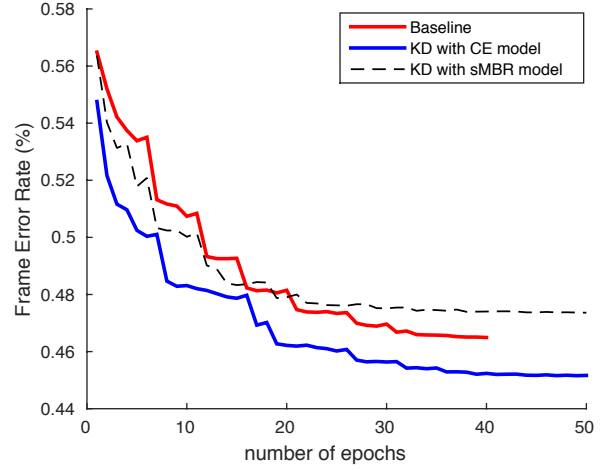 0.58
0.56
0.54
0.52
0.5
0.48
0.46
0.44
Frame Error Rate (%)
Baseline
KD with CE model
KD with sMBR model
0 10 20 30 40 50
number of epochs